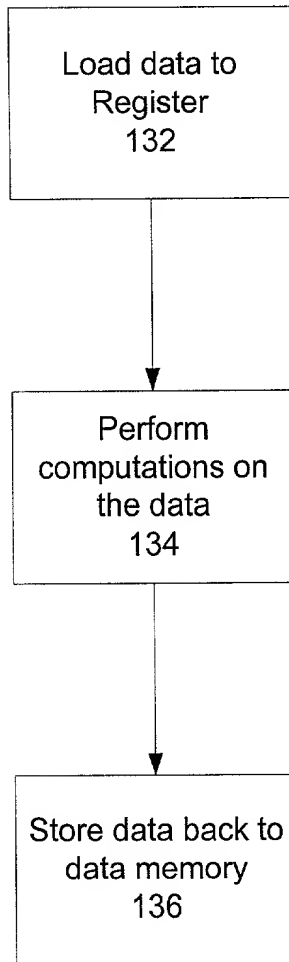 Load data to
Register
132
Perform
computations on
the data
134
Store data back to
data memory
136